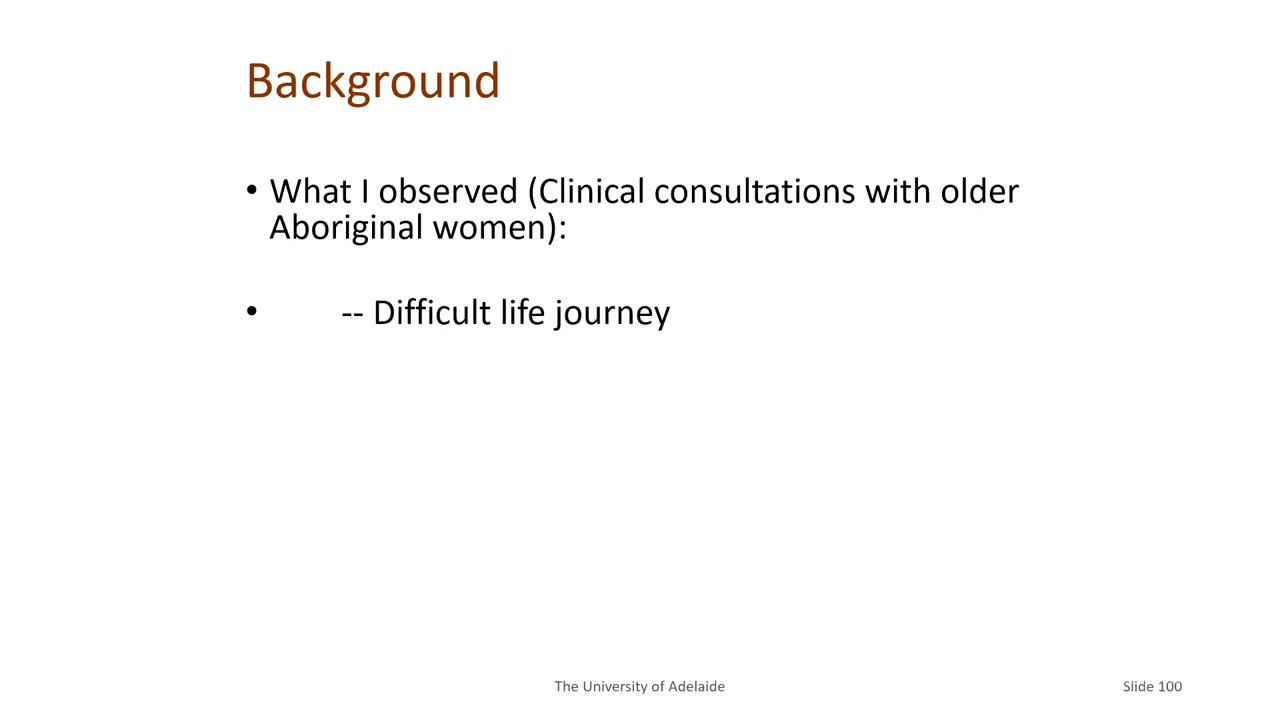 Background
• What I observed (Clinical consultations with older
Aboriginal women):
• -- Difficult life journey
The University of Adelaide
Slide 100